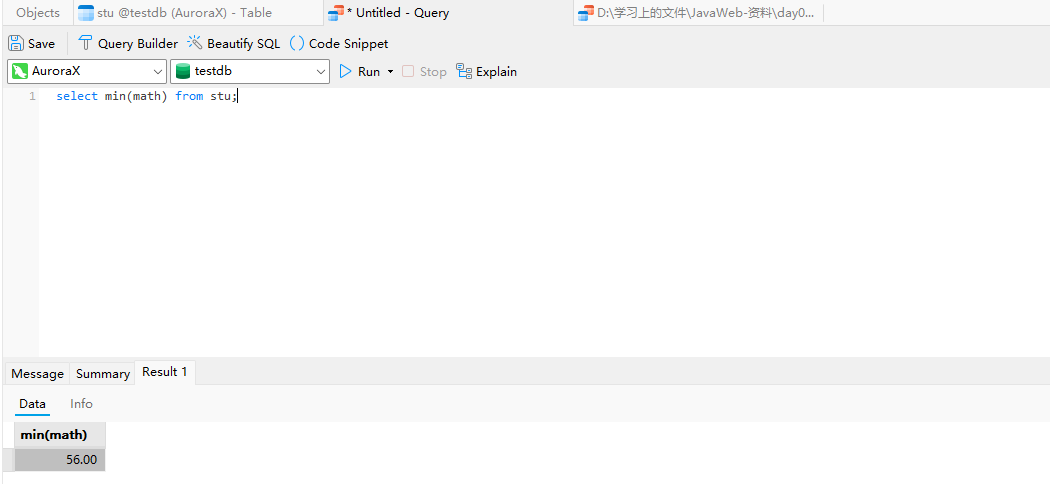 Objects stu @testdb (AuroraX) - Table * Untitled - Query D:\学习上的文件\JavaWeb-资料\day0...
Save Query Builder Beautify SQL Code Snippet
AuroraX testdb Run Stop Explain
1 select min(math) from stu;
Message Summary Result 1
Data Info
min(math)
56.00